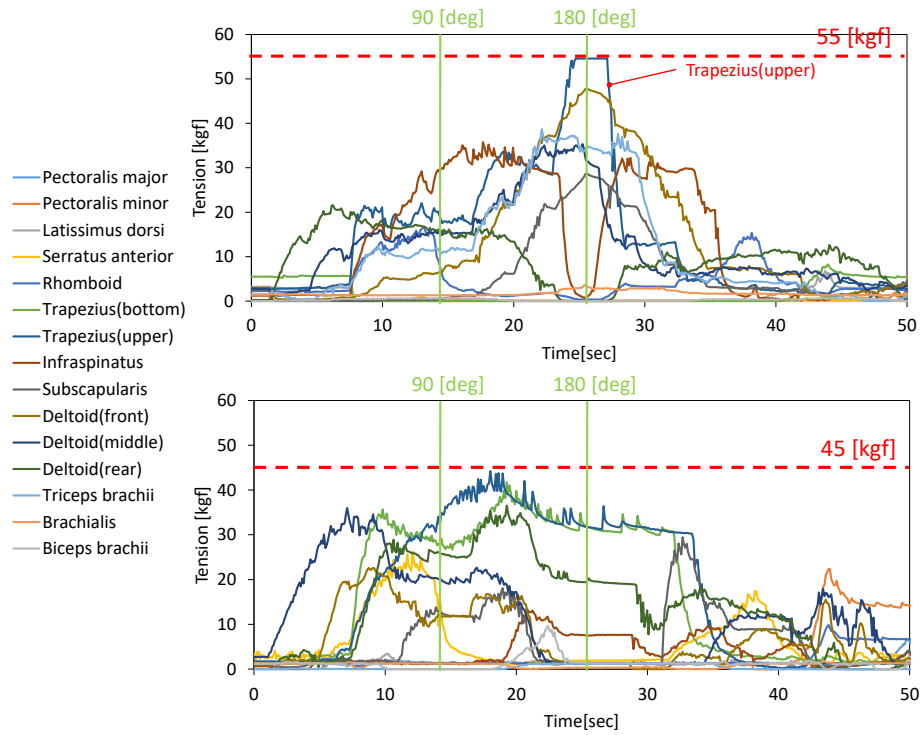 90 [deg]
180 [deg]
55 [kgf]
Trapezius(upper)
Tension [kgf]
60
50
40
30
20
10
0
0
10
20
30
40
50
Time[sec]
Pectoralis major
Pectoralis minor
Latissimus dorsi
Serratus anterior
Rhomboid
Trapezius(bottom)
Trapezius(upper)
Infraspinatus
Subscapularis
Deltoid(front)
Deltoid(middle)
Deltoid(rear)
Triceps brachii
Brachialis
Biceps brachii
90 [deg]
180 [deg]
45 [kgf]
Tension [kgf]
60
50
40
30
20
10
0
0
10
20
30
40
50
Time[sec]